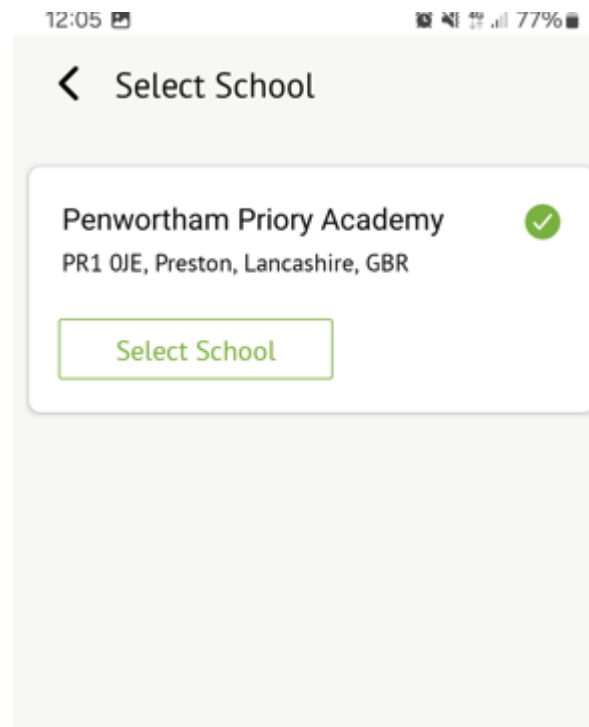 12:05 77%
Select School
Penwortham Priory Academy
PR1 0JE, Preston, Lancashire, GBR
Select School